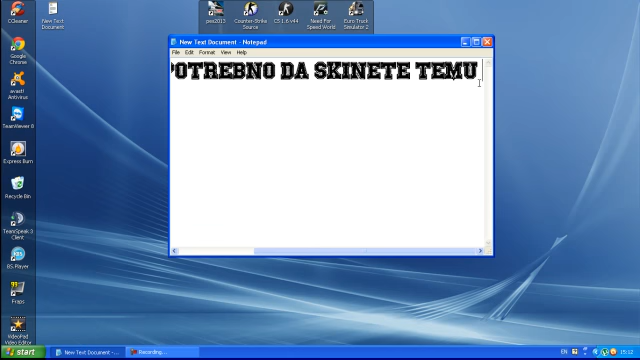 CCleaner
New Text
Document
pes2013
Counter-Strike
Source
CS 1.6 v44
Need For
Speed World
Euro Truck
Simulator 2
Google
Chrome
avast!
Antivirus
TeamViewer 8
Express Burn
Recycle Bin
TeamSpeak 3
Client
BS.Player
Fraps
VideoPad
Video Editor
New Text Document - Notepad
File Edit Format View Help
POTREBNO DA SKINETE TEMU
start
New Text Document -...
Recording...
EN
15:12